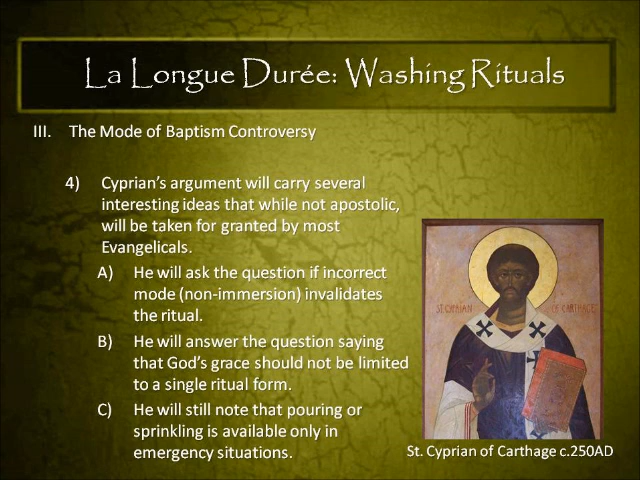 La Longue Durée: Washing Rituals
III. The Mode of Baptism Controversy
4) Cyprian's argument will carry several
interesting ideas that while not apostolic,
will be taken for granted by most
Evangelicals.
A) He will ask the question if incorrect
mode (non-immersion) invalidates
the ritual.
B) He will answer the question saying
that God's grace should not be limited
to a single ritual form.
C) He will still note that pouring or
sprinkling is available only in
emergency situations.
ST. CYPRIAN OF CARTHAGE
St. Cyprian of Carthage c.250AD